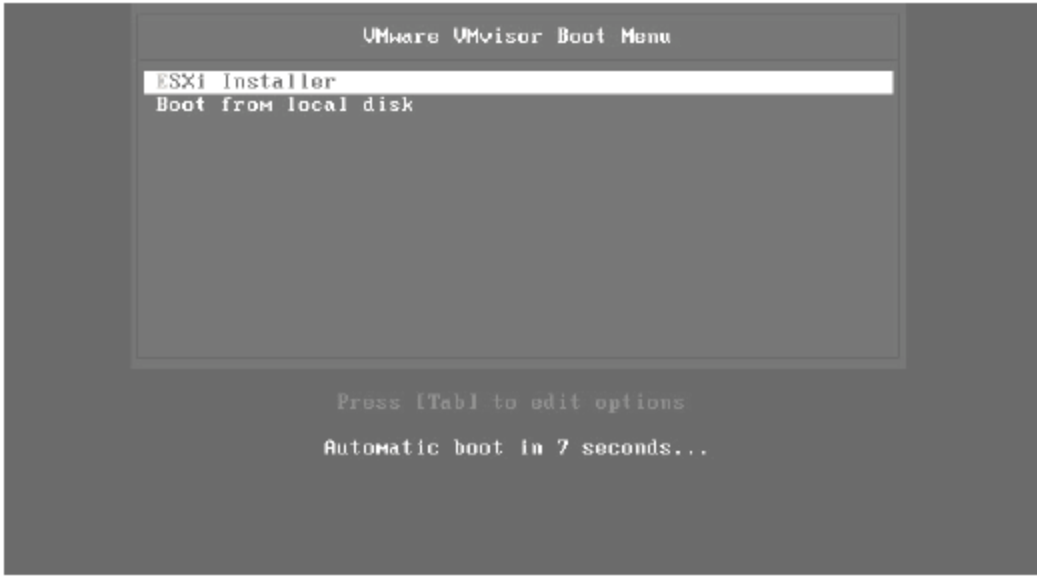 VMware VMvisor Boot Menu
ESXi Installer
Boot from local disk
Press [Tab] to edit options
Automatic boot in 7 seconds...